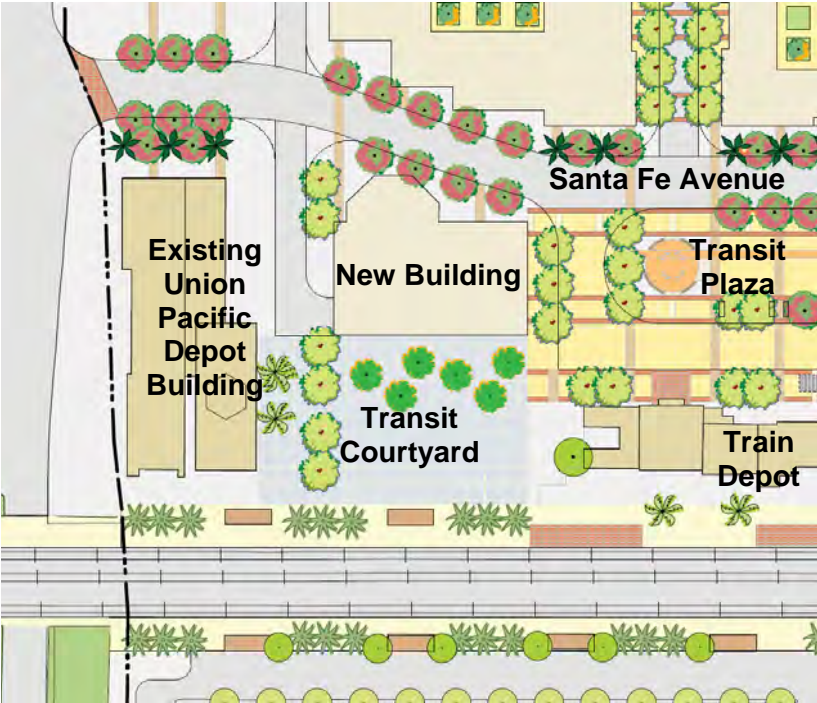 Santa Fe Avenue
Existing
Union
Pacific
Depot
Building
New Building
Transit
Plaza
Transit
Courtyard
Train
Depot